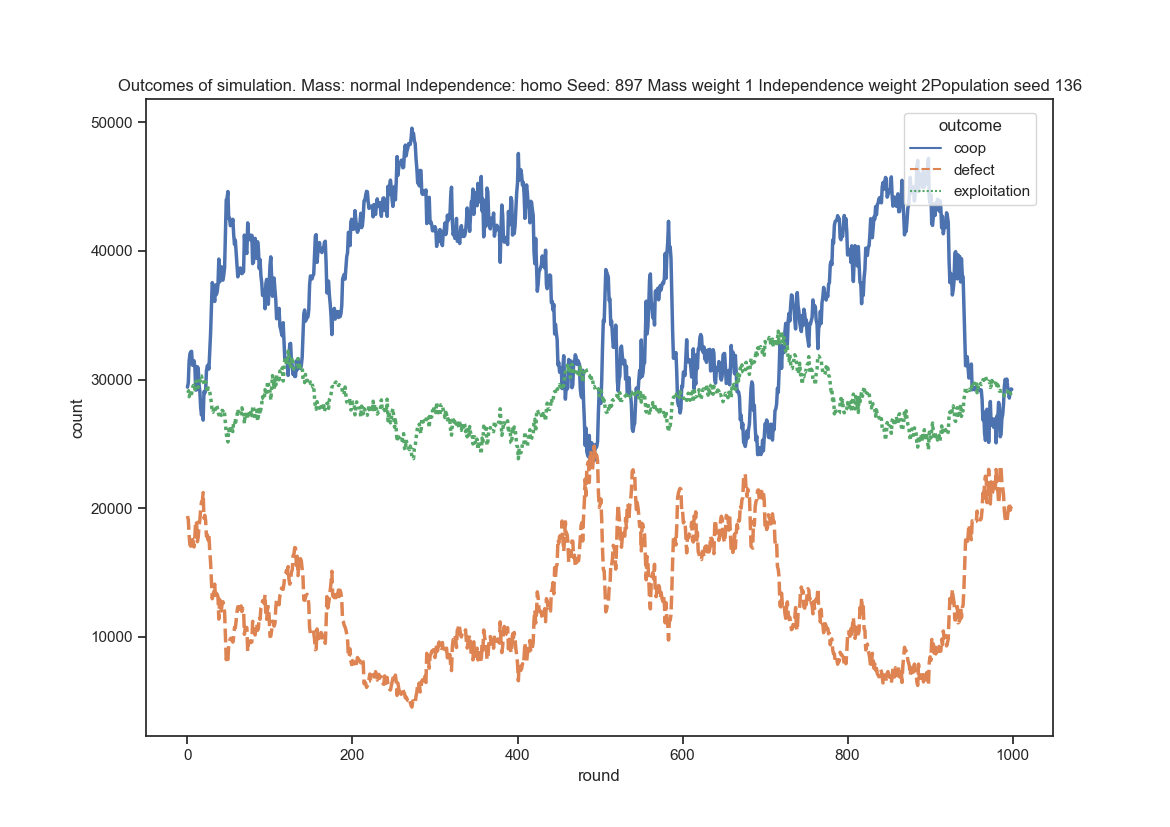 Outcomes of simulation. Mass: normal Independence: homo Seed: 897 Mass weight 1 Independence weight 2Population seed 136
outcome
coop
defect
exploitation
50000
40000
30000
20000
10000
count
0 200 400 600 800 1000
round